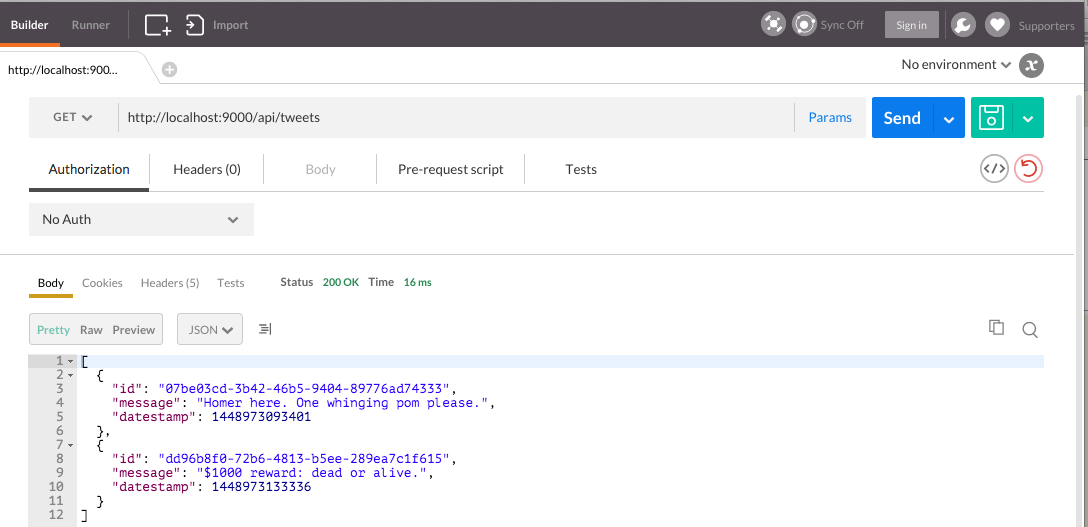 Builder Runner Import Sync Off Sign in Supporters
http://localhost:900... No environment
GET http://localhost:9000/api/tweets Params Send
Authorization Headers (0) Body Pre-request script Tests
No Auth
Body Cookies Headers (5) Tests Status 200 OK Time 16 ms
Pretty Raw Preview JSON
1 [
2 {
3 "id": "07be03cd-3b42-46b5-9404-89776ad74333",
4 "message": "Homer here. One whinging pom please.",
5 "datestamp": 1448973093401
6 },
7 {
8 "id": "dd96b8f0-72b6-4813-b5ee-289ea7c1f615",
9 "message": "$1000 reward: dead or alive.",
10 "datestamp": 1448973133336
11 }
12 ]